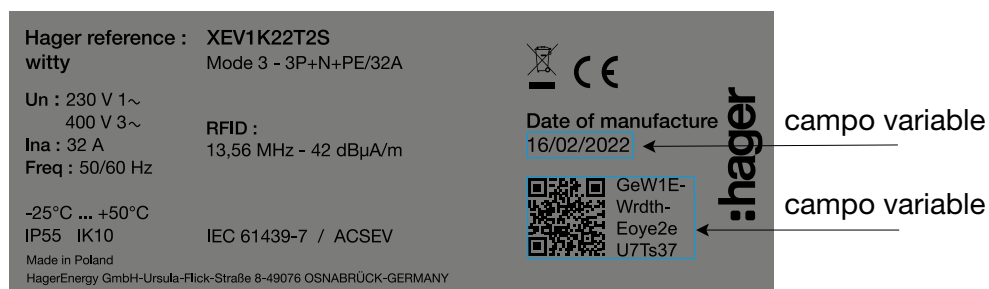 Hager reference : XEV1K22T2S
witty Mode 3 - 3P+N+PE/32A
Un : 230 V 1~
400 V 3~
Ina : 32 A
Freq : 50/60 Hz
RFID :
13,56 MHz - 42 dBµA/m
-25°C ... +50°C
IP55 IK10 IEC 61439-7 / ACSEV
Made in Poland
HagerEnergy GmbH-Ursula-Flick-Straße 8-49076 OSNABRÜCK-GERMANY
CE
Date of manufacture
16/02/2022
GeW1E-
Wrdth-
Eoye2e
U7Ts37
:hager
campo variable
campo variable